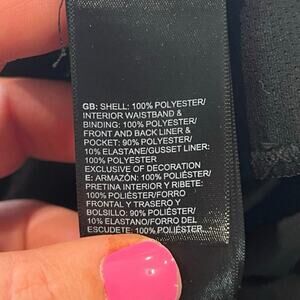 GB: SHELL: 100% POLYESTER/
INTERIOR WAISTBAND &
BINDING: 100% POLYESTER/
FRONT AND BACK LINER &
POCKET: 90% POLYESTER/
10% ELASTANE/GUSSET LINER:
100% POLYESTER
EXCLUSIVE OF DECORATION
E: ARMAZÓN: 100% POLIÉSTER/
PRETINA INTERIOR Y RIBETE:
100% POLIÉSTER/FORRO
FRONTAL Y TRASERO Y
BOLSILLO: 90% POLIÉSTER/
10% ELASTANO/FORRO DEL
ESCUDETE: 100% POLIÉSTER